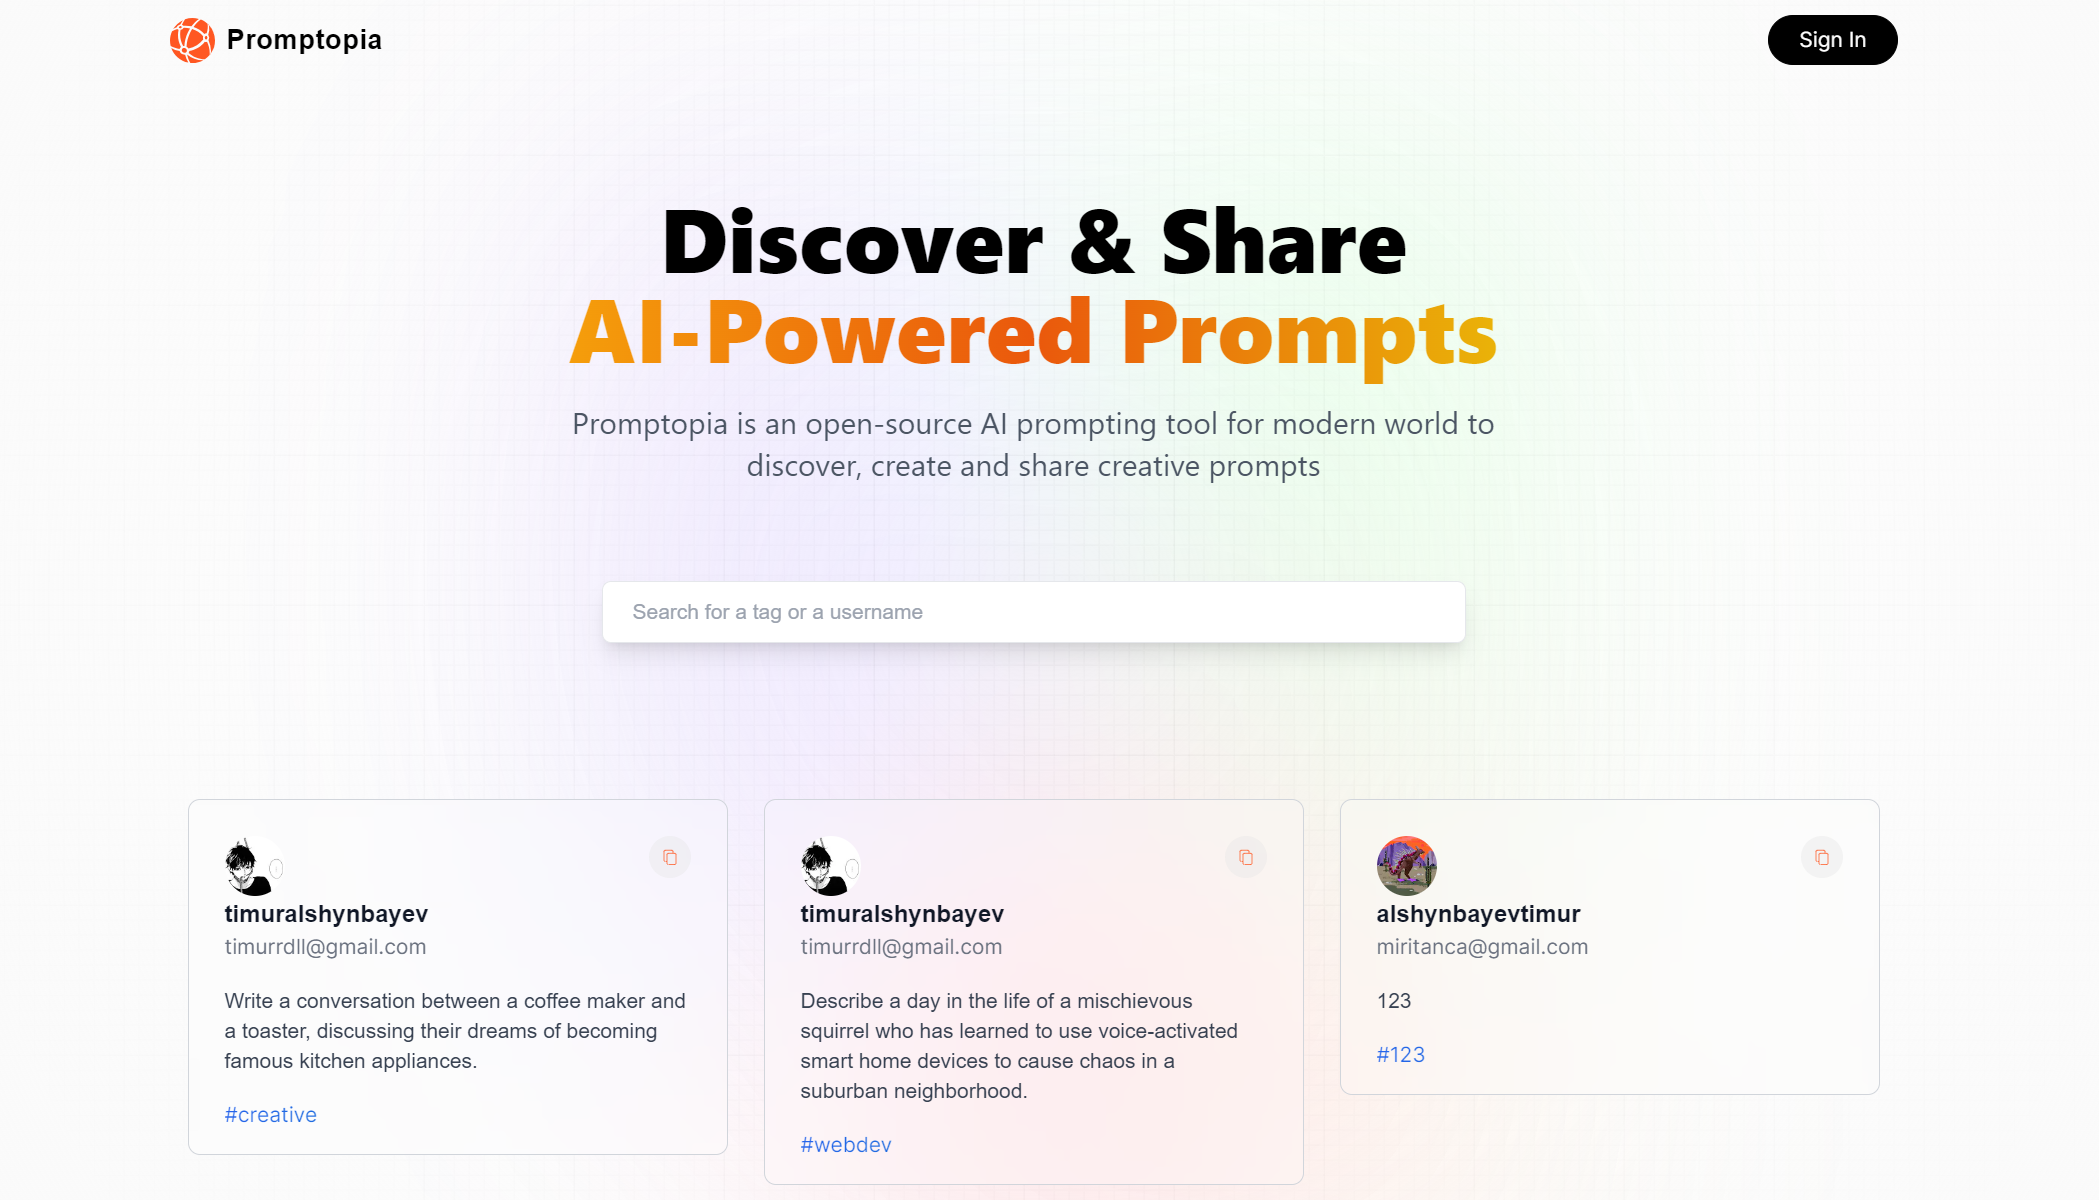 Promptopia
Sign In
Discover & Share
AI-Powered Prompts
Promptopia is an open-source AI prompting tool for modern world to
discover, create and share creative prompts
Search for a tag or a username
timuralshynbayev
timurrdll@gmail.com
Write a conversation between a coffee maker and
a toaster, discussing their dreams of becoming
famous kitchen appliances.
#creative
timuralshynbayev
timurrdll@gmail.com
Describe a day in the life of a mischievous
squirrel who has learned to use voice-activated
smart home devices to cause chaos in a
suburban neighborhood.
#webdev
alshynbayevtimur
miritanca@gmail.com
123
#123